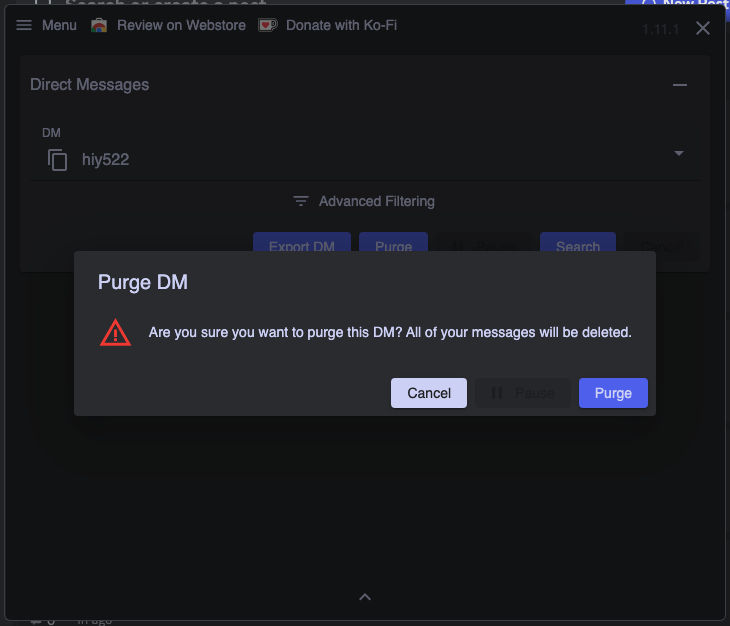 Search or create a post
New Post
Menu
Review on Webstore
Donate with Ko-Fi
1.11.1
Direct Messages
DM
hiy522
Advanced Filtering
Export DM
Purge
Pause
Search
Cancel
Purge DM
Are you sure you want to purge this DM? All of your messages will be deleted.
Cancel
Pause
Purge